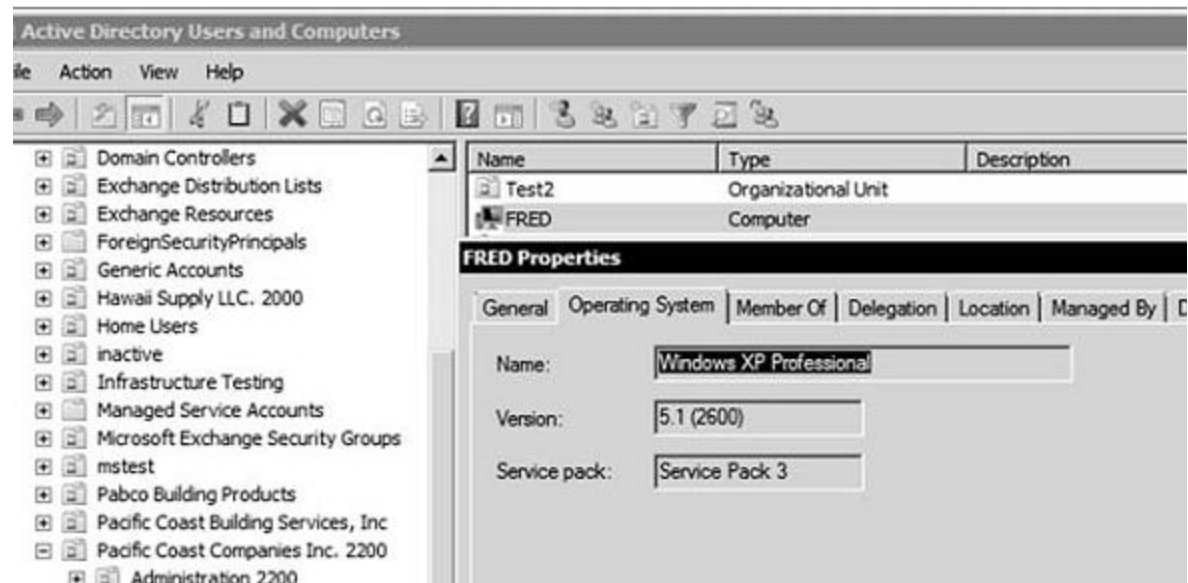 Active Directory Users and Computers
ile Action View Help
Domain Controllers
Exchange Distribution Lists
Exchange Resources
ForeignSecurityPrincipals
Generic Accounts
Hawaii Supply LLC. 2000
Home Users
inactive
Infrastructure Testing
Managed Service Accounts
Microsoft Exchange Security Groups
mstest
Pabco Building Products
Pacific Coast Building Services, Inc
Pacific Coast Companies Inc. 2200
Administration 2200
Name Type Description
Test2 Organizational Unit
FRED Computer
FRED Properties
General Operating System Member Of Delegation Location Managed By D
Name: Windows XP Professional
Version: 5.1 (2600)
Service pack: Service Pack 3